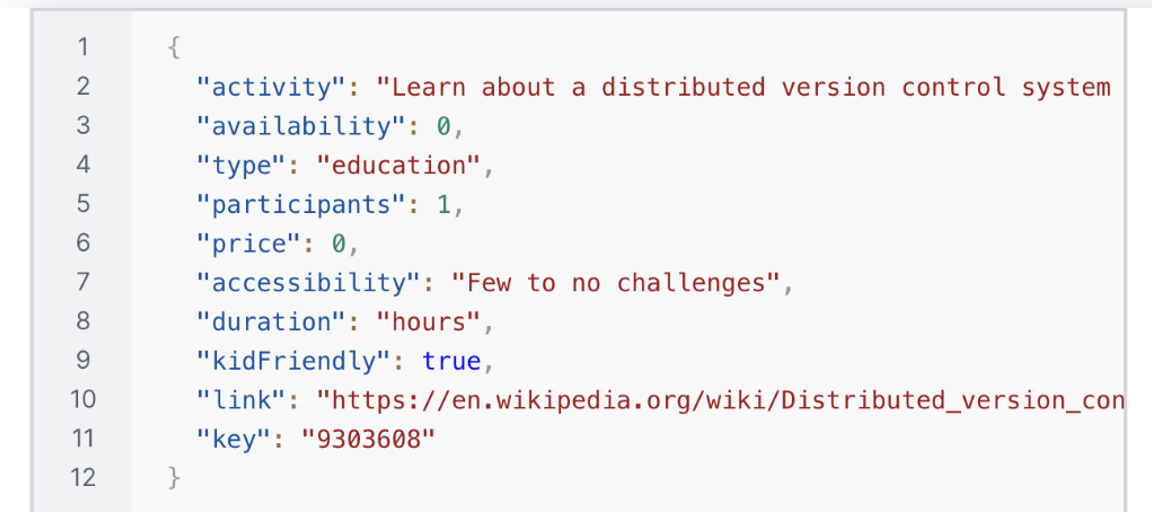 1 {
2 "activity": "Learn about a distributed version control system
3 "availability": 0,
4 "type": "education",
5 "participants": 1,
6 "price": 0,
7 "accessibility": "Few to no challenges",
8 "duration": "hours",
9 "kidFriendly": true,
10 "link": "https://en.wikipedia.org/wiki/Distributed_version_con
11 "key": "9303608"
12 }